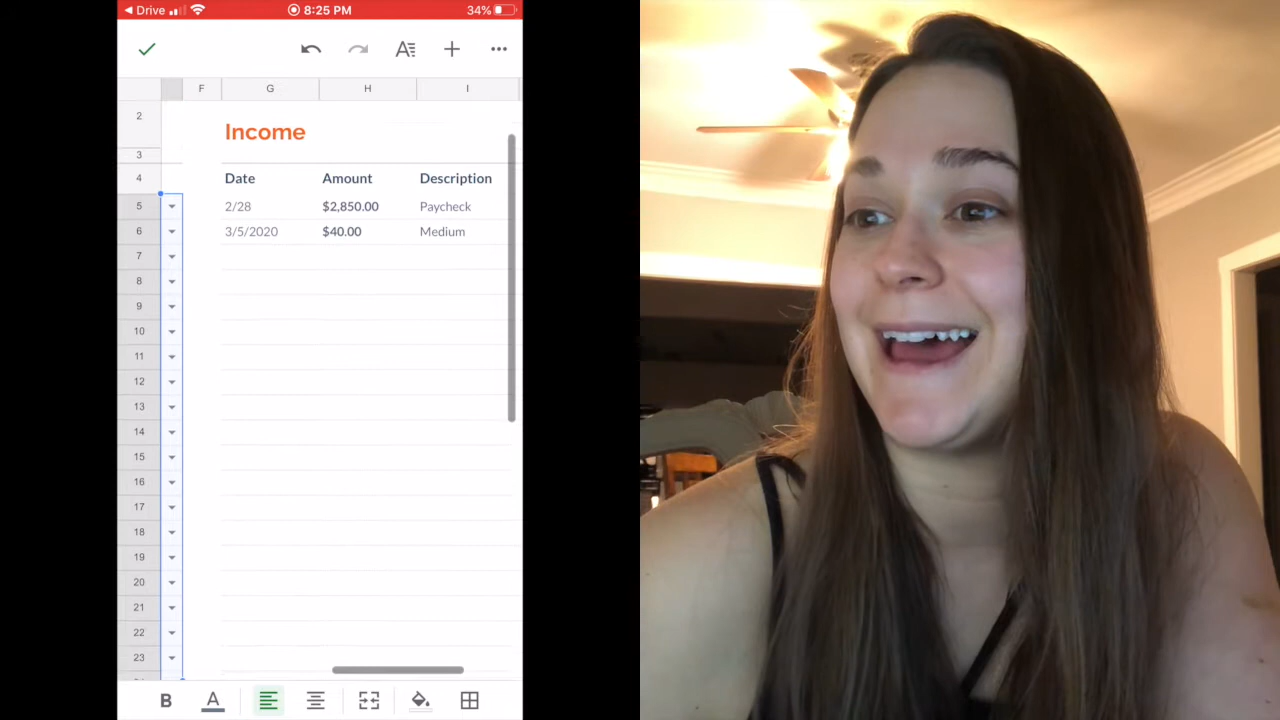 Drive 8:25 PM 34%
F G H I
2 Income
3
4 Date Amount Description
5 2/28 $2,850.00 Paycheck
6 3/5/2020 $40.00 Medium
7
8
9
10
11
12
13
14
15
16
17
18
19
20
21
22
23
B A